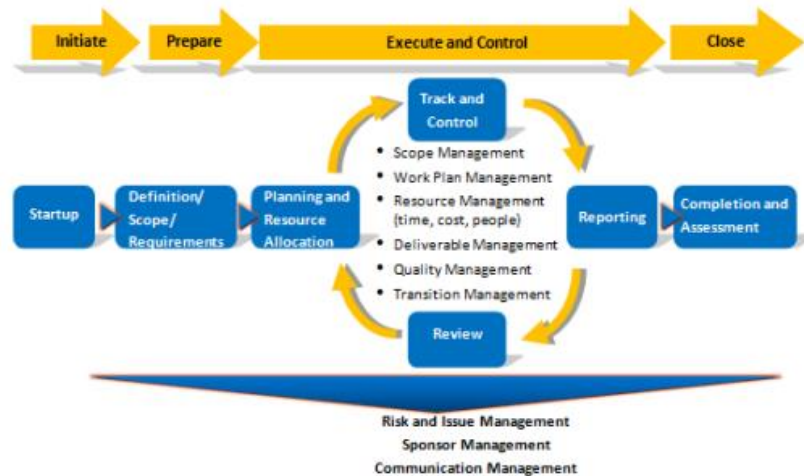 Initiate
Prepare
Execute and Control
Close
Track and
Control
• Scope Management
• Work Plan Management
• Resource Management
(time, cost, people)
• Deliverable Management
• Quality Management
• Transition Management
Startup
Definition/
Scope/
Requirements
Planning and
Resource
Allocation
Reporting
Completion and
Assessment
Review
Risk and Issue Management
Sponsor Management
Communication Management